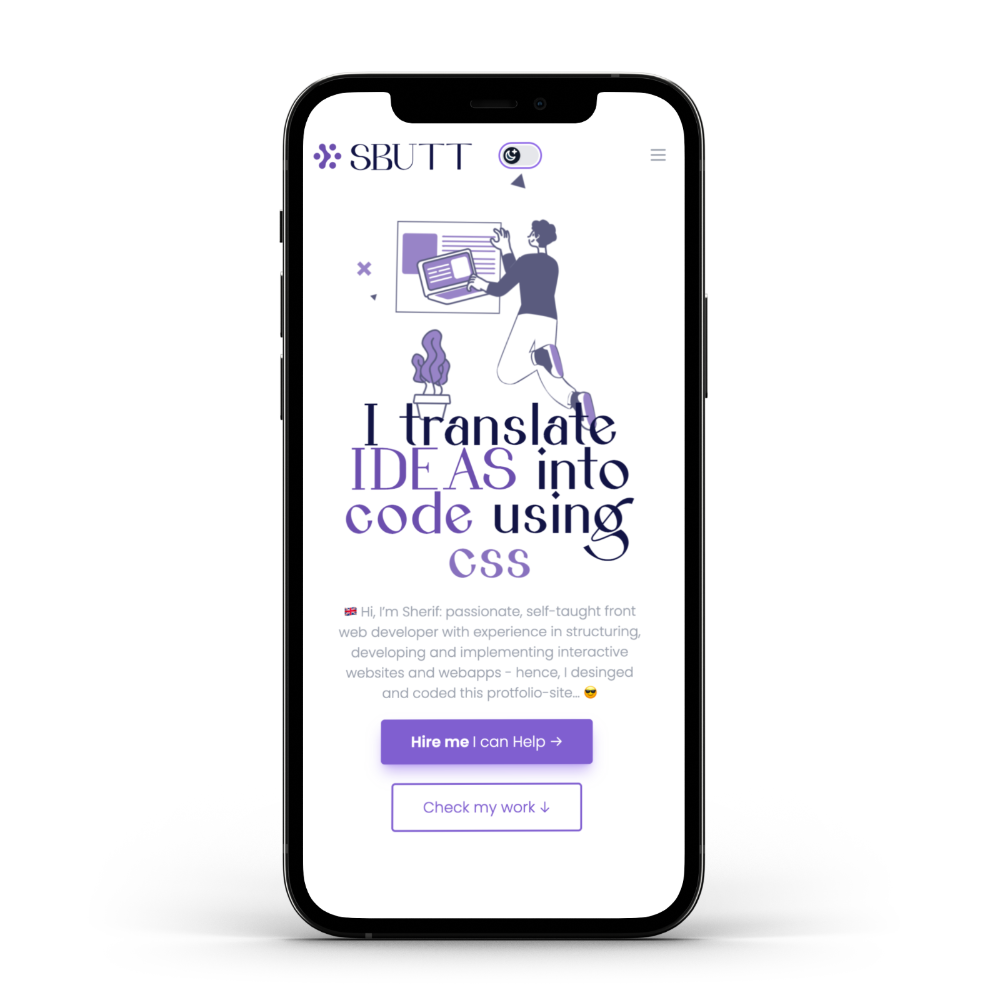 SBUTT
I translate
IDEAS into
code using
css
🇬🇧 Hi, I'm Sherif: passionate, self-taught front
web developer with experience in structuring,
developing and implementing interactive
websites and webapps - hence, I desinged
and coded this protfolio-site... 😎
Hire me I can Help →
Check my work ↓